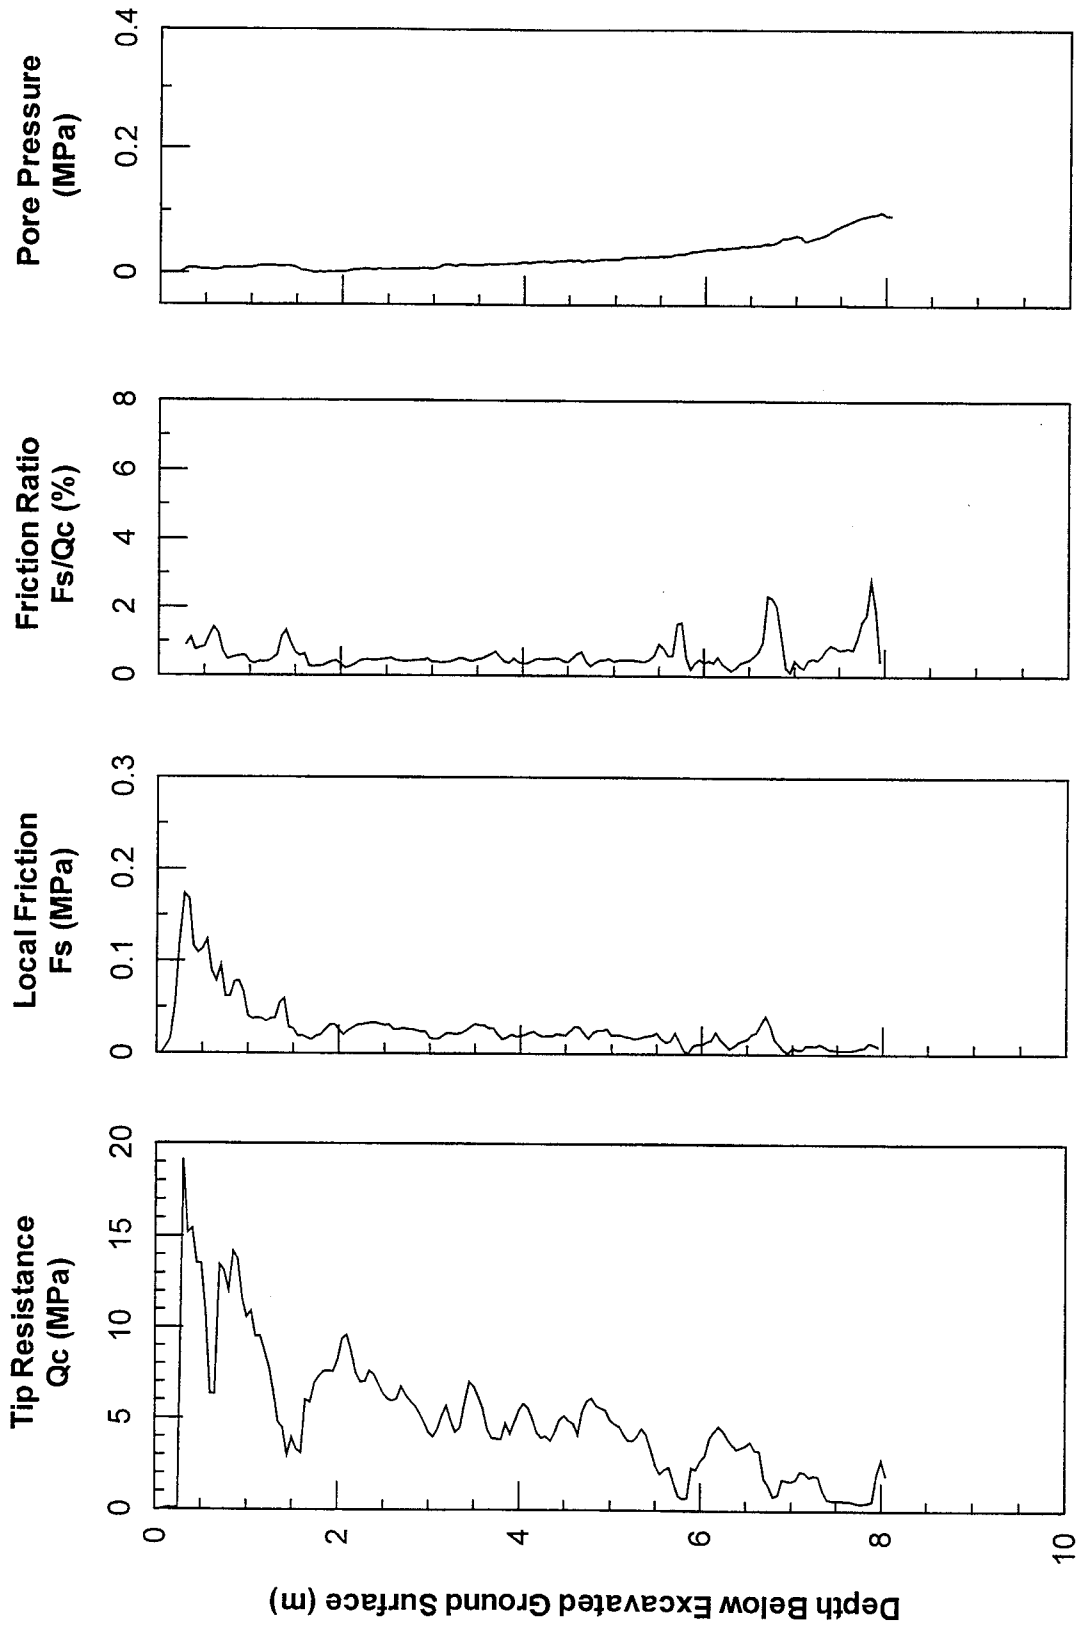 Tip Resistance
Qc (MPa)
0 5 10 15 20
Local Friction
Fs (MPa)
0 0.1 0.2 0.3
Friction Ratio
Fs/Qc (%)
0 2 4 6 8
Pore Pressure
(MPa)
0 0.2 0.4
0
2
4
6
8
10
Depth Below Excavated Ground Surface (m)